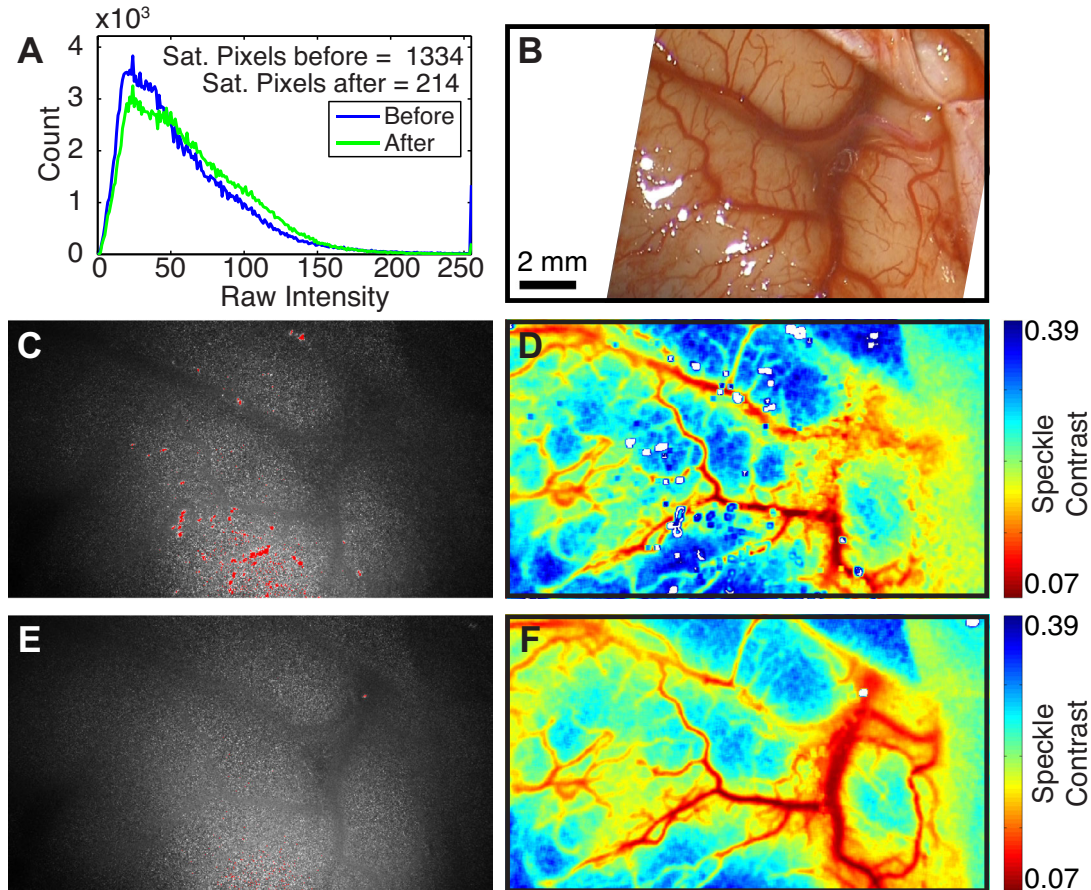 A
x10³
4
3
2
1
0
Count
Sat. Pixels before = 1334
Sat. Pixels after = 214
Before
After
0
50
100
150
200
250
Raw Intensity
B
2 mm
C
D
0.39
Speckle
Contrast
0.07
E
F
0.39
Speckle
Contrast
0.07